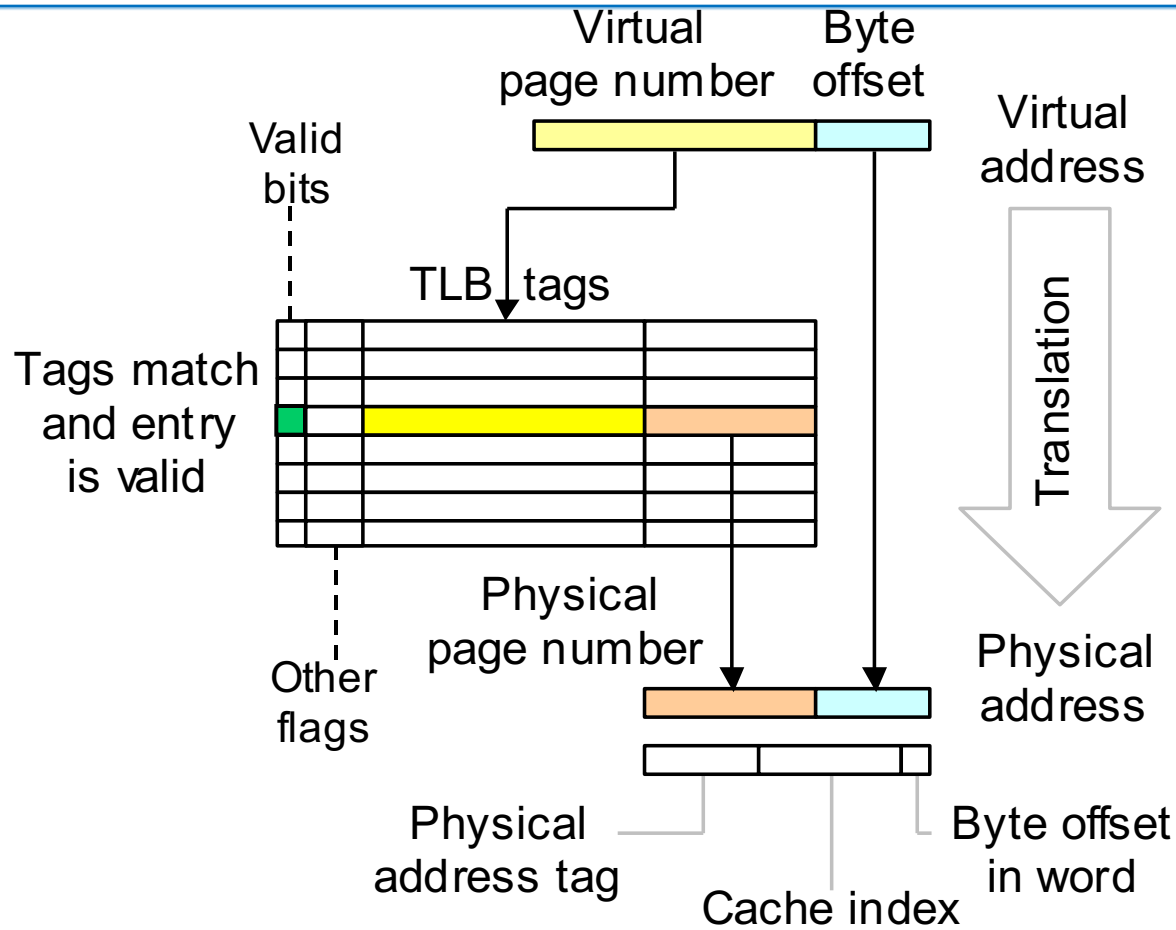 Virtual
page number
Byte
offset
Virtual
address
Valid
bits
TLB tags
Translation
Tags match
and entry
is valid
Physical
page number
Other
flags
Physical
address
Physical
address tag
Cache index
Byte offset
in word